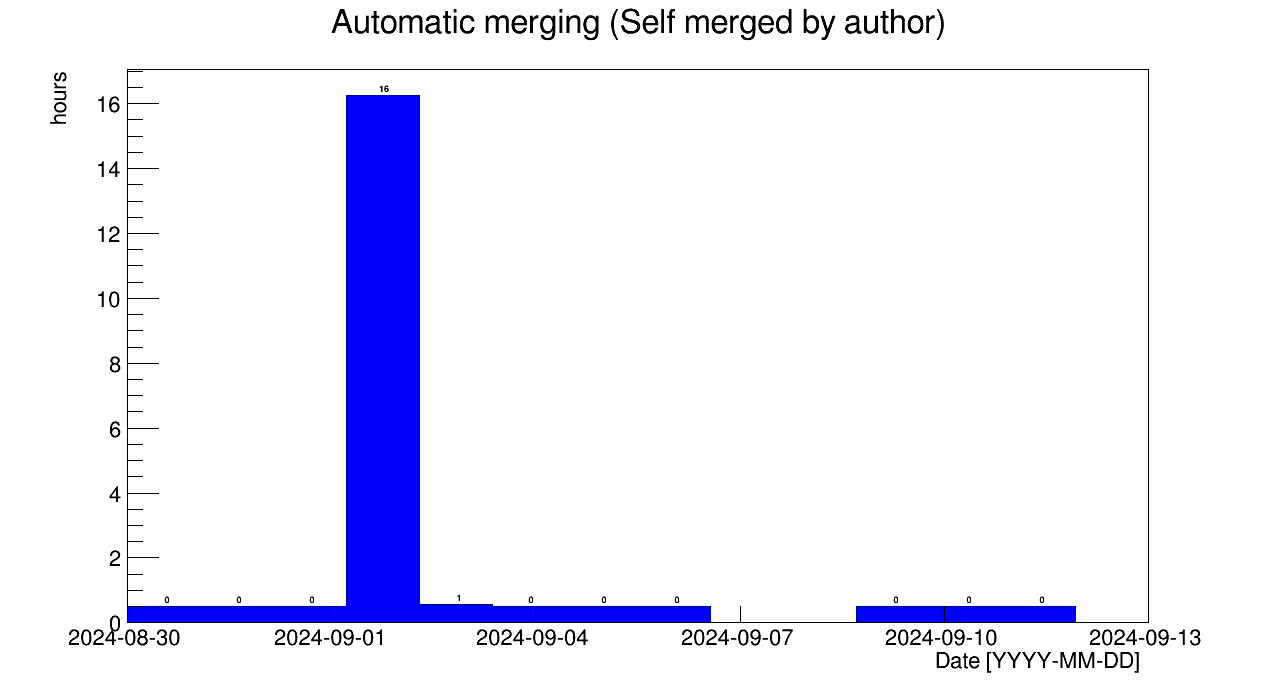 Automatic merging (Self merged by author)
hours
16
14
12
10
8
6
4
2
0
0 0 0 16 1 0 0 0 0 0 0
2024-08-30 2024-09-01 2024-09-04 2024-09-07 2024-09-10 2024-09-13
Date [YYYY-MM-DD]